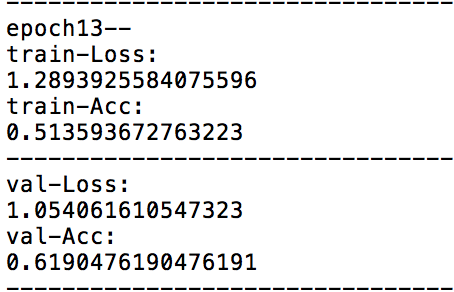 --------------------------------
epoch13--
train-Loss:
1.2893925584075596
train-Acc:
0.513593672763223
--------------------------------
val-Loss:
1.054061610547323
val-Acc:
0.6190476190476191
--------------------------------